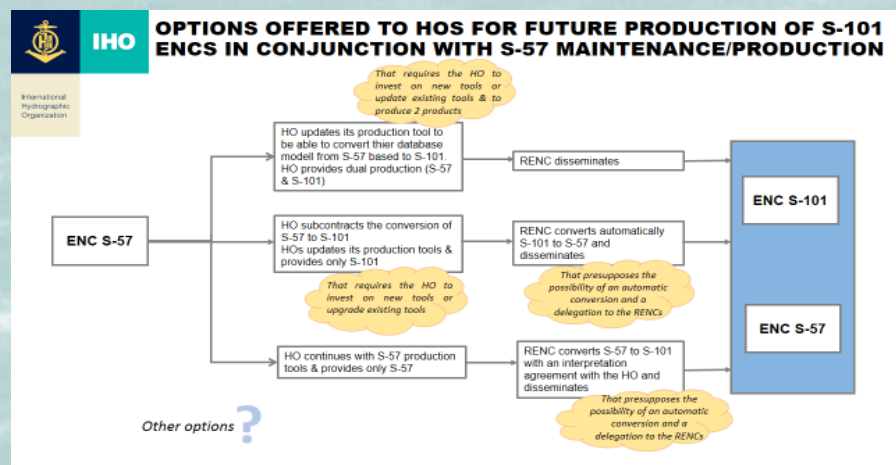 IHO
International
Hydrographic
Organization
OPTIONS OFFERED TO HOS FOR FUTURE PRODUCTION OF S-101
ENCS IN CONJUNCTION WITH S-57 MAINTENANCE/PRODUCTION
That requires the HO to
invest on new tools or
update existing tools & to
produce 2 products
HO updates its production tool to
be able to convert thier database
modell from S-57 based to S-101.
HO provides dual production (S-57
& S-101)
RENC disseminates
ENC S-101
ENC S-57
HO subcontracts the conversion of
S-57 to S-101
HOs updates its production tools &
provides only S-101
RENC converts automatically
S-101 to S-57 and
disseminates
That requires the HO to
invest on new tools or
upgrade existing tools
That presupposes the
possibility of an automatic
conversion and a
delegation to the RENCs
ENC S-57
HO continues with S-57 production
tools & provides only S-57
RENC converts S-57 to S-101
with an interpretation
agreement with the HO and
disseminates
That presupposes the
possibility of an automatic
conversion and a
delegation to the RENCs
Other options ?